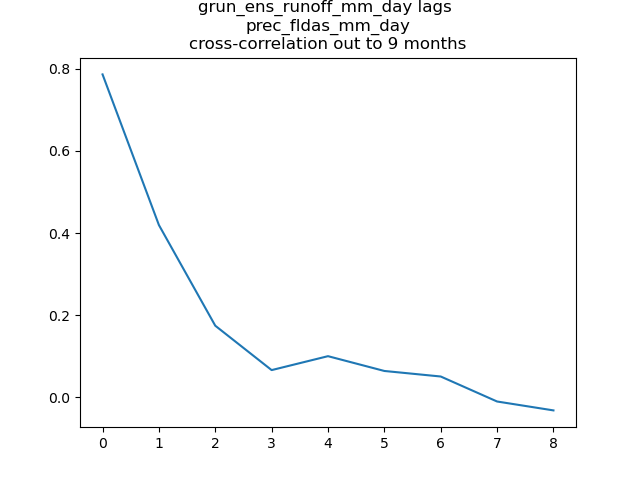 grun_ens_runoff_mm_day lags
prec_fldas_mm_day
cross-correlation out to 9 months
0.8
0.6
0.4
0.2
0.0
0 1 2 3 4 5 6 7 8